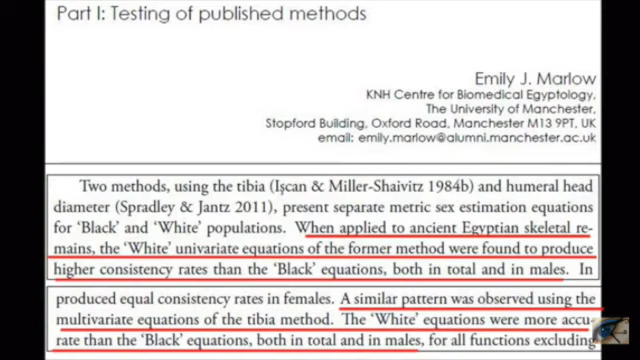 Part I: Testing of published methods
Emily J. Marlow
KNH Centre for Biomedical Egyptology,
The University of Manchester,
Stopford Building, Oxford Road, Manchester M13 9PT, UK
email: emily.marlow@alumni.manchester.ac.uk
Two methods, using the tibia (Işcan & Miller-Shaivitz 1984b) and humeral head
diameter (Spradley & Jantz 2011), present separate metric sex estimation equations
for 'Black' and 'White' populations. When applied to ancient Egyptian skeletal re-
mains, the 'White' univariate equations of the former method were found to produce
higher consistency rates than the 'Black' equations, both in total and in males. In
produced equal consistency rates in females. A similar pattern was observed using the
multivariate equations of the tibia method. The 'White' equations were more accu-
rate than the 'Black' equations, both in total and in males, for all functions excluding